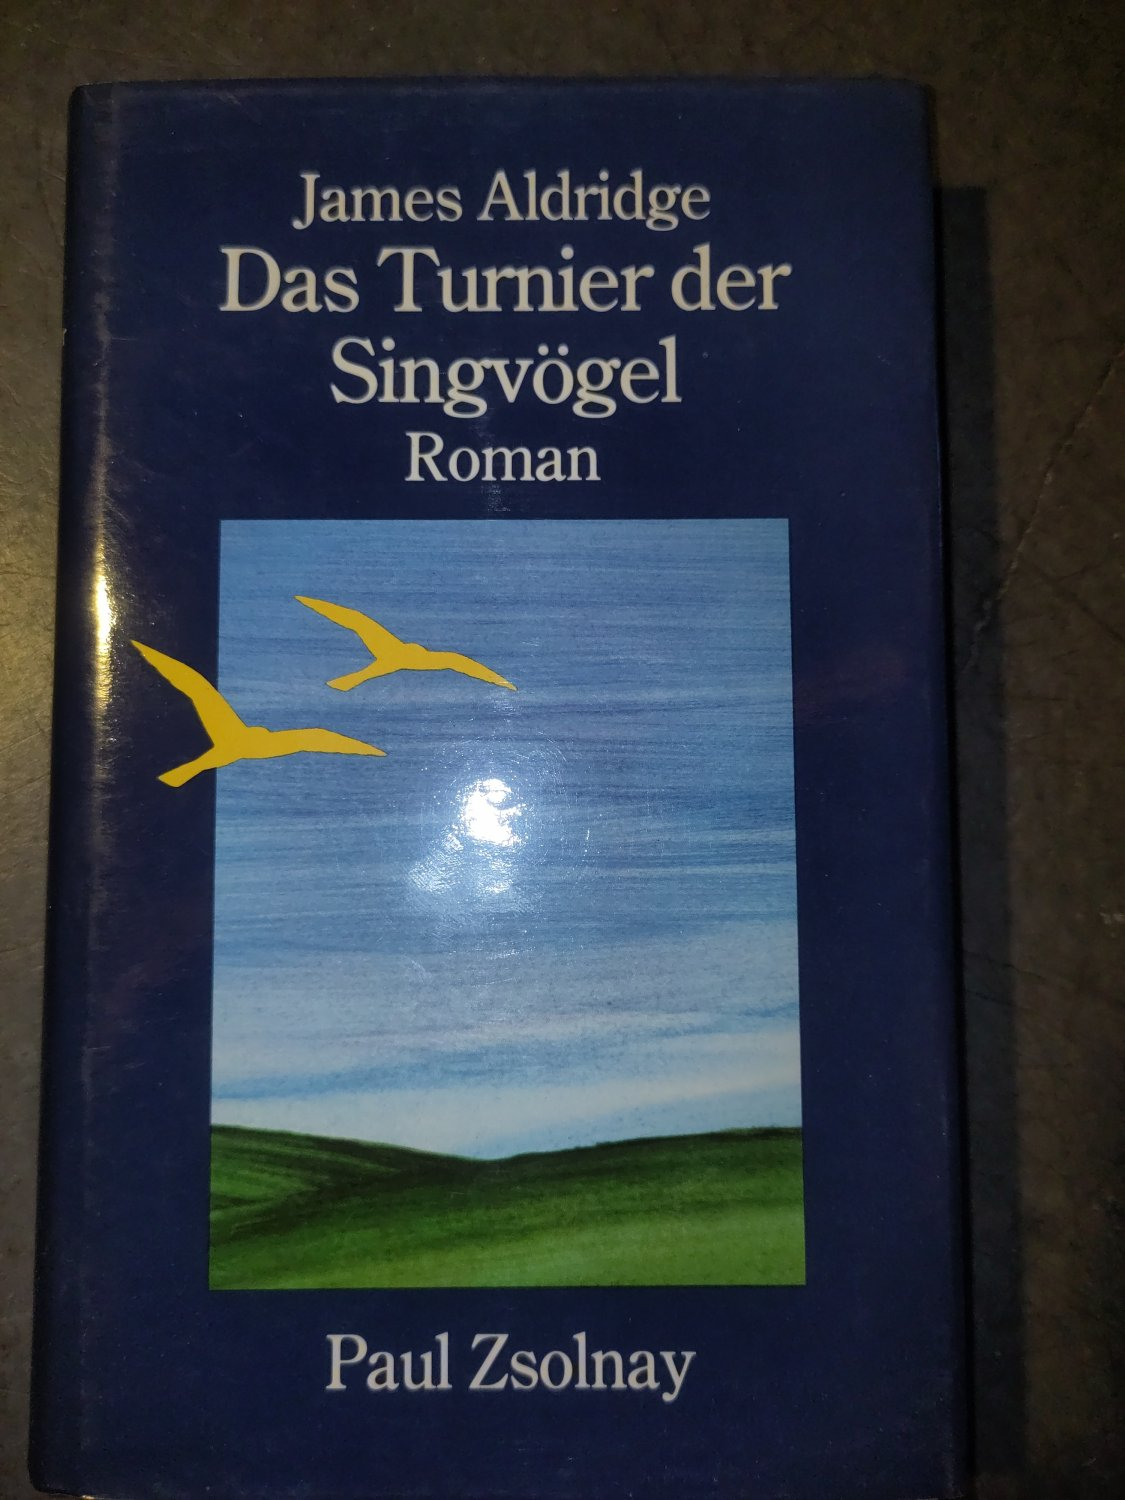 James Aldridge
Das Turnier der
Singvögel
Roman
Paul Zsolnay